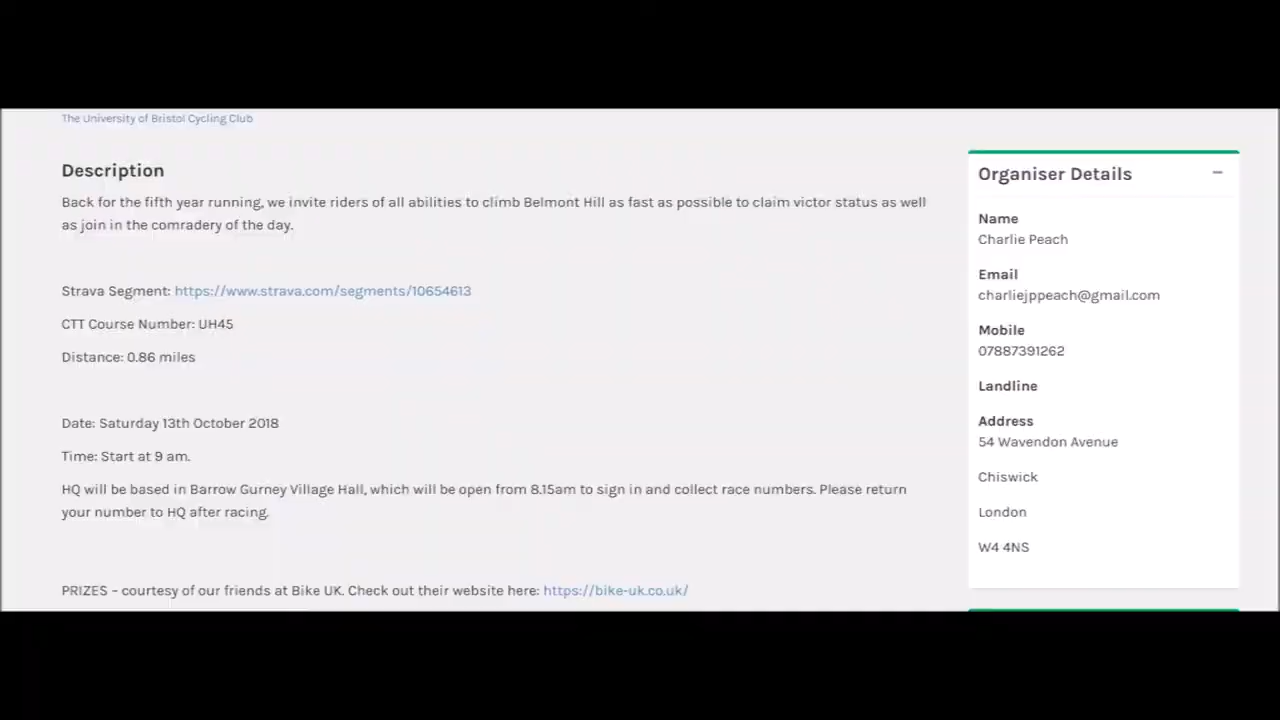 The University of Bristol Cycling Club
Description
Back for the fifth year running, we invite riders of all abilities to climb Belmont Hill as fast as possible to claim victor status as well
as join in the comradery of the day.
Strava Segment: https://www.strava.com/segments/10654613
CTT Course Number: UH45
Distance: 0.86 miles
Date: Saturday 13th October 2018
Time: Start at 9 am.
HQ will be based in Barrow Gurney Village Hall, which will be open from 8.15am to sign in and collect race numbers. Please return
your number to HQ after racing.
PRIZES – courtesy of our friends at Bike UK. Check out their website here: https://bike-uk.co.uk/
Organiser Details
Name
Charlie Peach
Email
charliejppeach@gmail.com
Mobile
07887391262
Landline
Address
54 Wavendon Avenue
Chiswick
London
W4 4NS